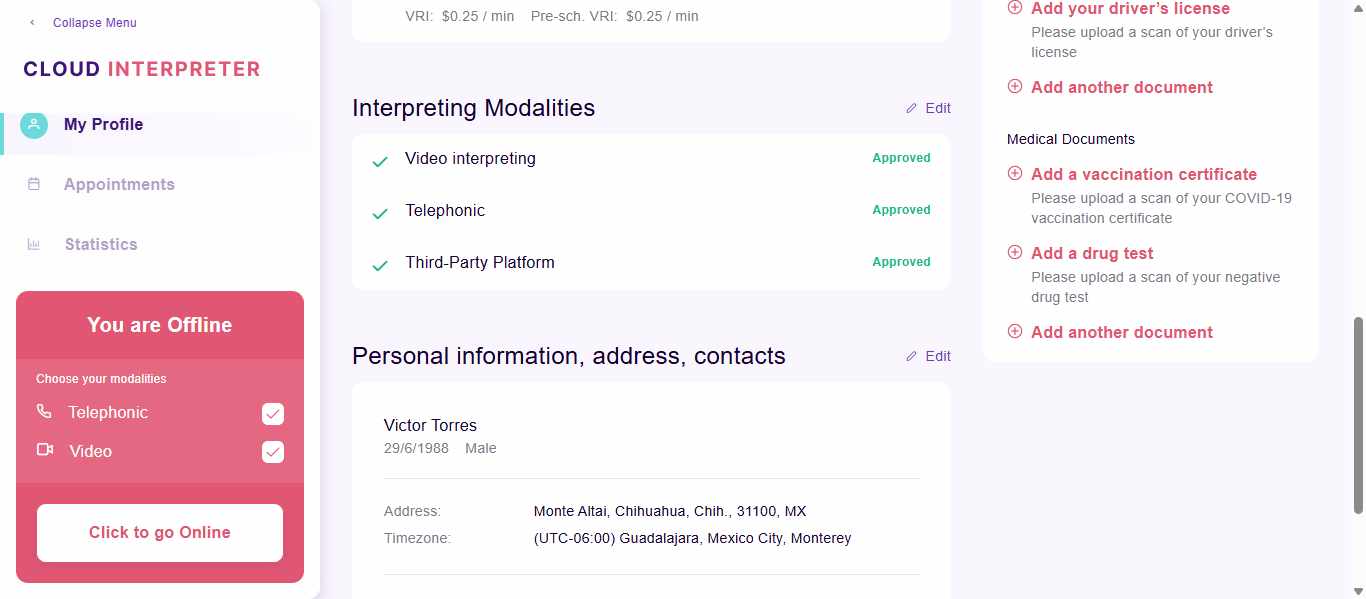 Collapse Menu
CLOUD INTERPRETER
My Profile
Appointments
Statistics
You are Offline
Choose your modalities
Telephonic
Video
Click to go Online
VRI: $0.25 / min Pre-sch. VRI: $0.25 / min
Interpreting Modalities
Edit
Video interpreting
Approved
Telephonic
Approved
Third-Party Platform
Approved
Personal information, address, contacts
Edit
Victor Torres
29/6/1988 Male
Address: Monte Altai, Chihuahua, Chih., 31100, MX
Timezone: (UTC-06:00) Guadalajara, Mexico City, Monterey
Add your driver’s license
Please upload a scan of your driver’s
license
Add another document
Medical Documents
Add a vaccination certificate
Please upload a scan of your COVID-19
vaccination certificate
Add a drug test
Please upload a scan of your negative
drug test
Add another document